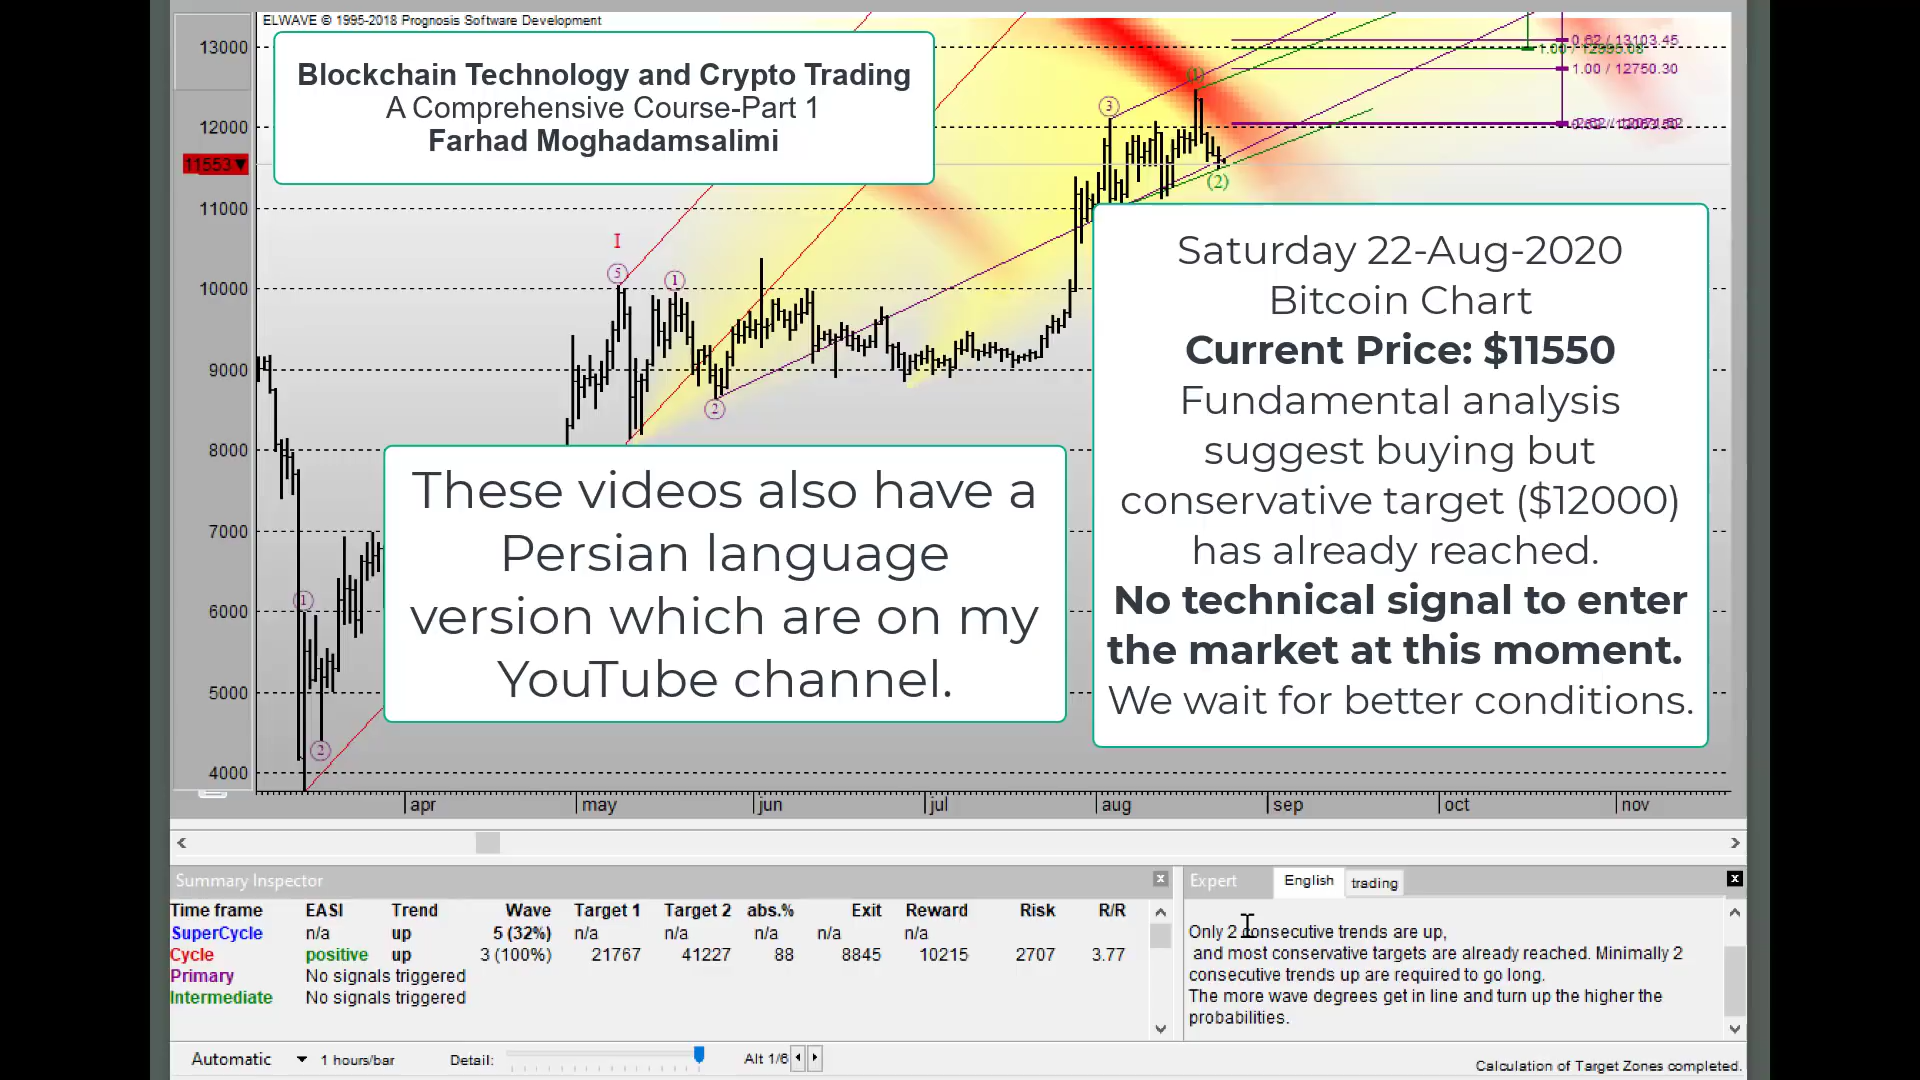 ELWAVE © 1995-2018 Prognosis Software Development
Blockchain Technology and Crypto Trading
A Comprehensive Course-Part 1
Farhad Moghadamsalimi
13000
12000
11553▼
11000
10000
9000
8000
7000
6000
5000
4000
0.62 / 13103.45
1.00 / 12750.30
(1)
3
(2)
I
5
1
2
1
2
Saturday 22-Aug-2020
Bitcoin Chart
Current Price: $11550
Fundamental analysis
suggest buying but
conservative target ($12000)
has already reached.
No technical signal to enter
the market at this moment.
We wait for better conditions.
These videos also have a
Persian language
version which are on my
YouTube channel.
apr may jun jul aug sep oct nov
Summary Inspector
Time frame EASI Trend Wave Target 1 Target 2 abs.% Exit Reward Risk R/R
SuperCycle n/a up 5 (32%) n/a n/a n/a n/a n/a
Cycle positive up 3 (100%) 21767 41227 88 8845 10215 2707 3.77
Primary No signals triggered
Intermediate No signals triggered
Expert English trading
Only 2 consecutive trends are up,
and most conservative targets are already reached. Minimally 2
consecutive trends up are required to go long.
The more wave degrees get in line and turn up the higher the
probabilities.
Automatic 1 hours/bar Detail: Alt 1/6
Calculation of Target Zones completed.